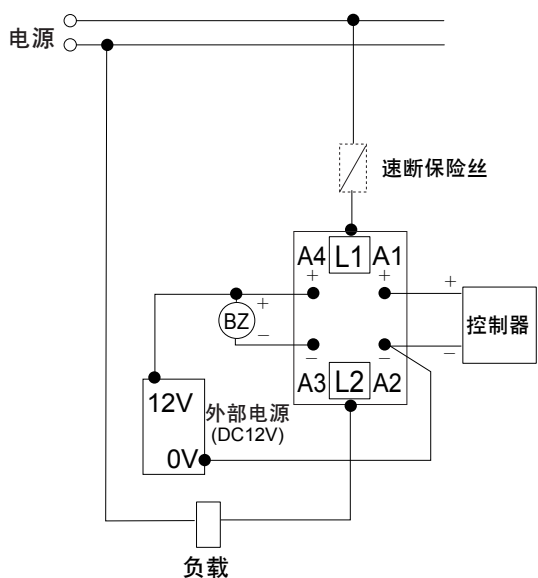 电源
速断保险丝
A4 L1 A1
+ +
+ +
BZ 控制器
− −
− −
A3 L2 A2
12V 外部电源
(DC12V)
0V
负载